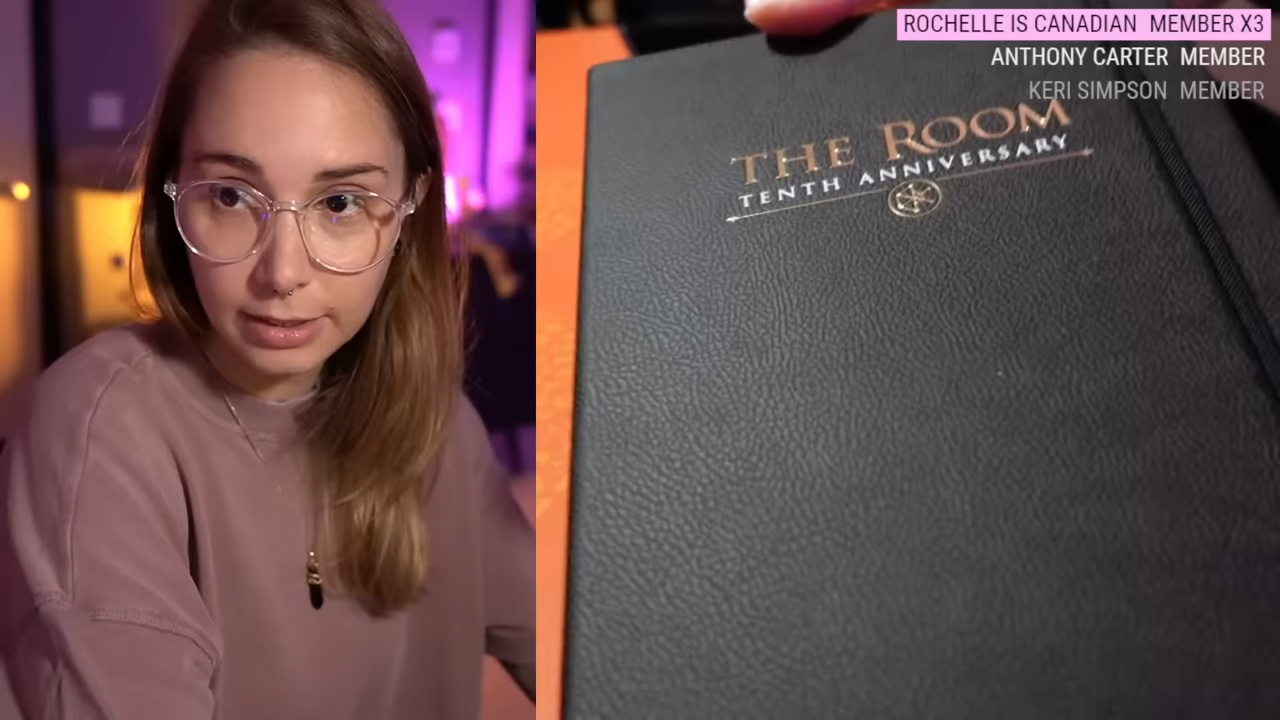 ROCHELLE IS CANADIAN MEMBER X3
ANTHONY CARTER MEMBER
KERI SIMPSON MEMBER
THE ROOM
TENTH ANNIVERSARY